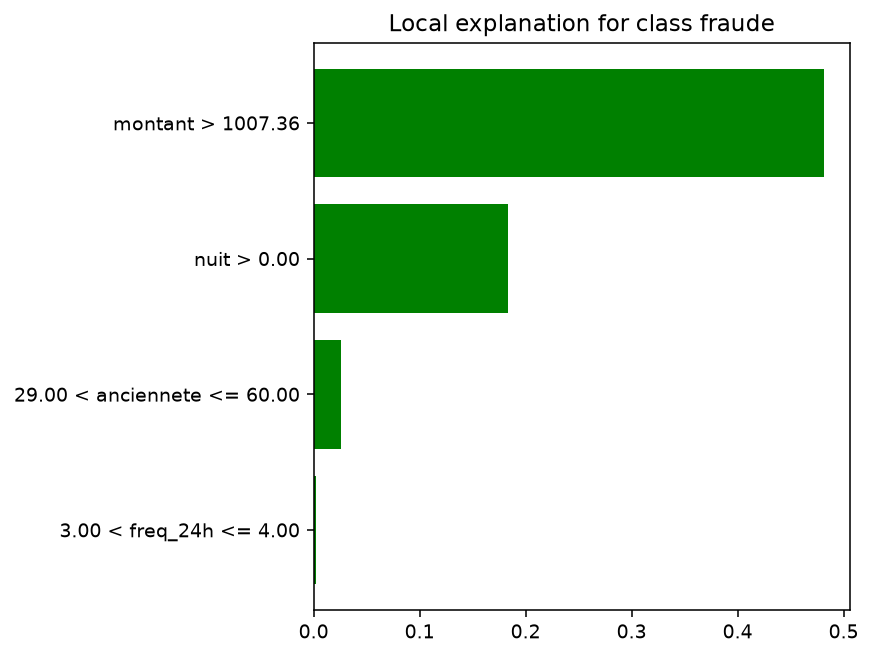 Local explanation for class fraude
montant > 1007.36
nuit > 0.00
29.00 < anciennete <= 60.00
3.00 < freq_24h <= 4.00
0.0 0.1 0.2 0.3 0.4 0.5